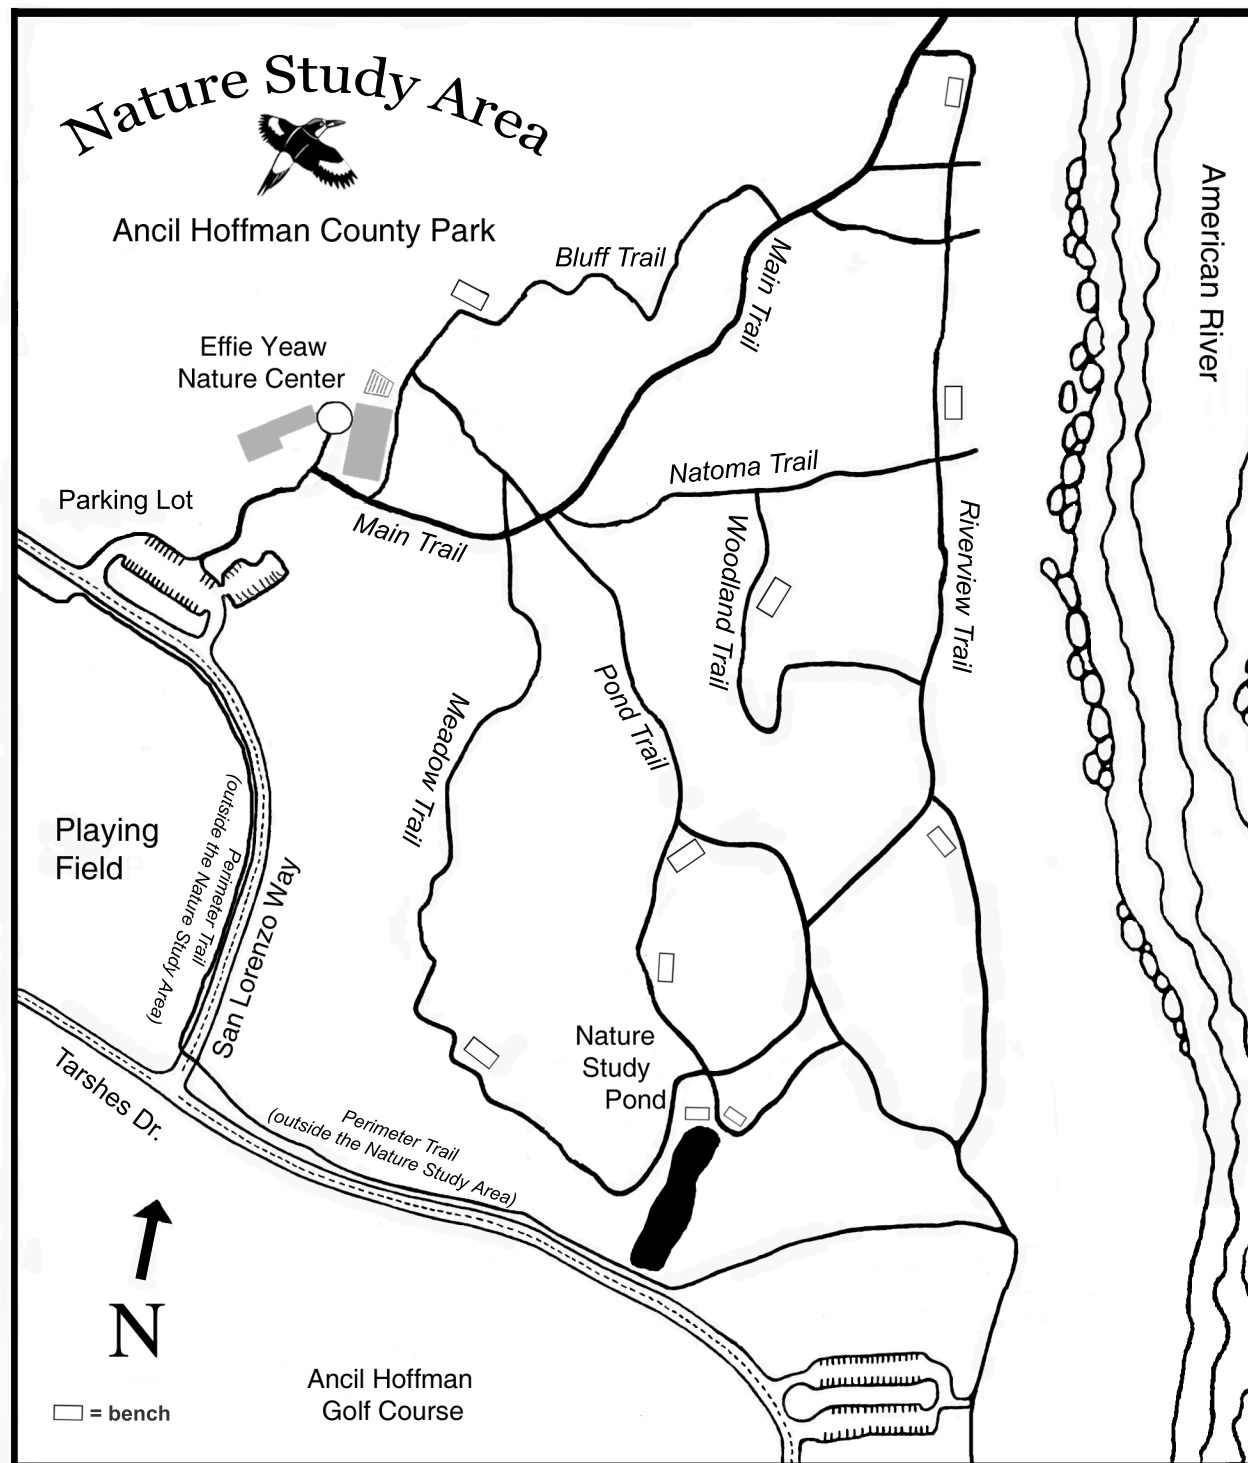 Nature Study Area
Ancil Hoffman County Park
American River
Bluff Trail
Main Trail
Effie Yeaw
Nature Center
Natoma Trail
Parking Lot
Main Trail
Woodland Trail
Riverview Trail
Pond Trail
Meadow Trail
Playing
Field
Perimeter Trail
(outside the Nature Study Area)
San Lorenzo Way
Nature
Study
Pond
Tarshes Dr.
Perimeter Trail
(outside the Nature Study Area)
N
Ancil Hoffman
Golf Course
= bench